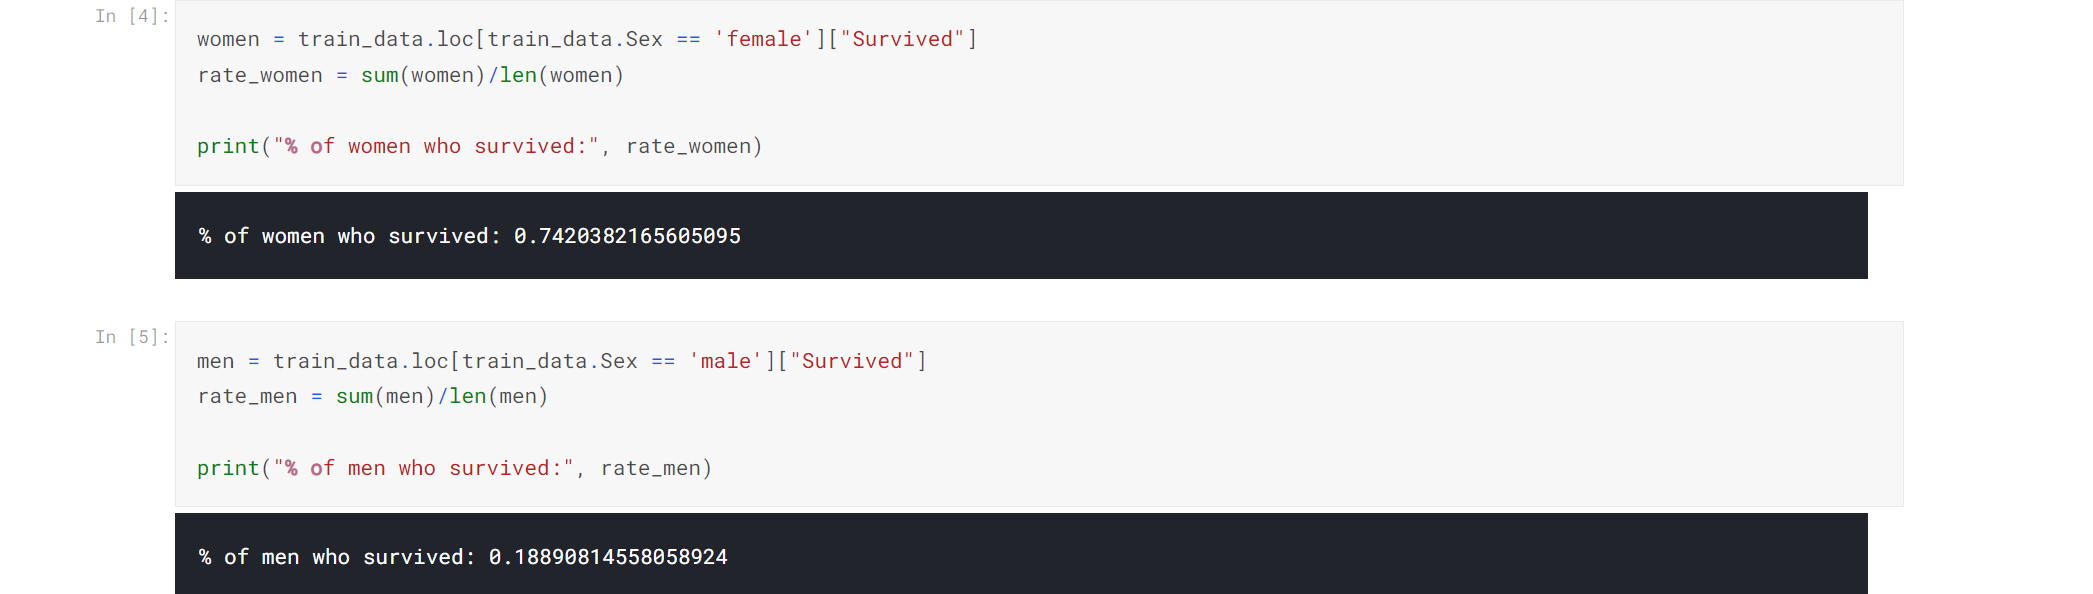 In [4]:
women = train_data.loc[train_data.Sex == 'female']["Survived"]
rate_women = sum(women)/len(women)
print("% of women who survived:", rate_women)
% of women who survived: 0.7420382165605095
In [5]:
men = train_data.loc[train_data.Sex == 'male']["Survived"]
rate_men = sum(men)/len(men)
print("% of men who survived:", rate_men)
% of men who survived: 0.18890814558058924